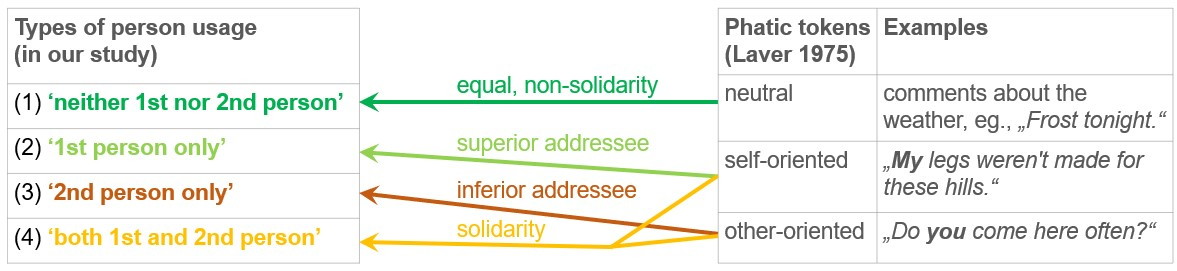 Types of person usage
(in our study)
(1) ‘neither 1st nor 2nd person’
(2) ‘1st person only’
(3) ‘2nd person only’
(4) ‘both 1st and 2nd person’
equal, non-solidarity
superior addressee
inferior addressee
solidarity
Phatic tokens
(Laver 1975)
Examples
neutral
comments about the
weather, eg., „Frost tonight.“
self-oriented
„My legs weren't made for
these hills.“
other-oriented
„Do you come here often?“